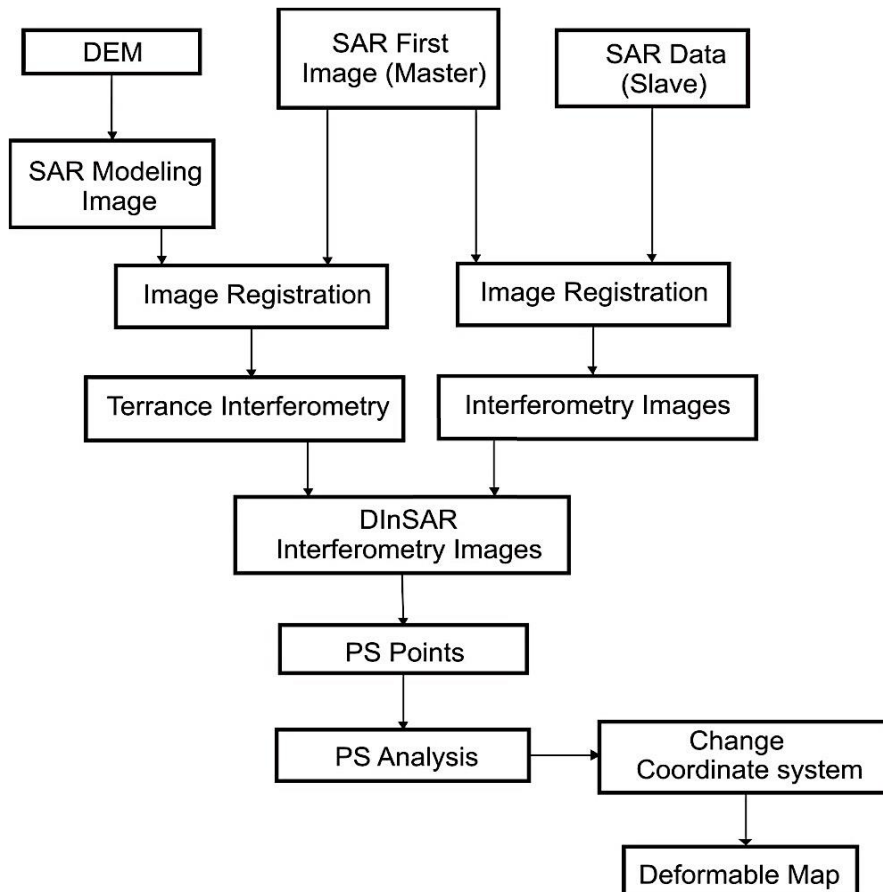 DEM
SAR First
Image (Master)
SAR Data
(Slave)
SAR Modeling
Image
Image Registration
Image Registration
Terrance Interferometry
Interferometry Images
DInSAR
Interferometry Images
PS Points
PS Analysis
Change
Coordinate system
Deformable Map